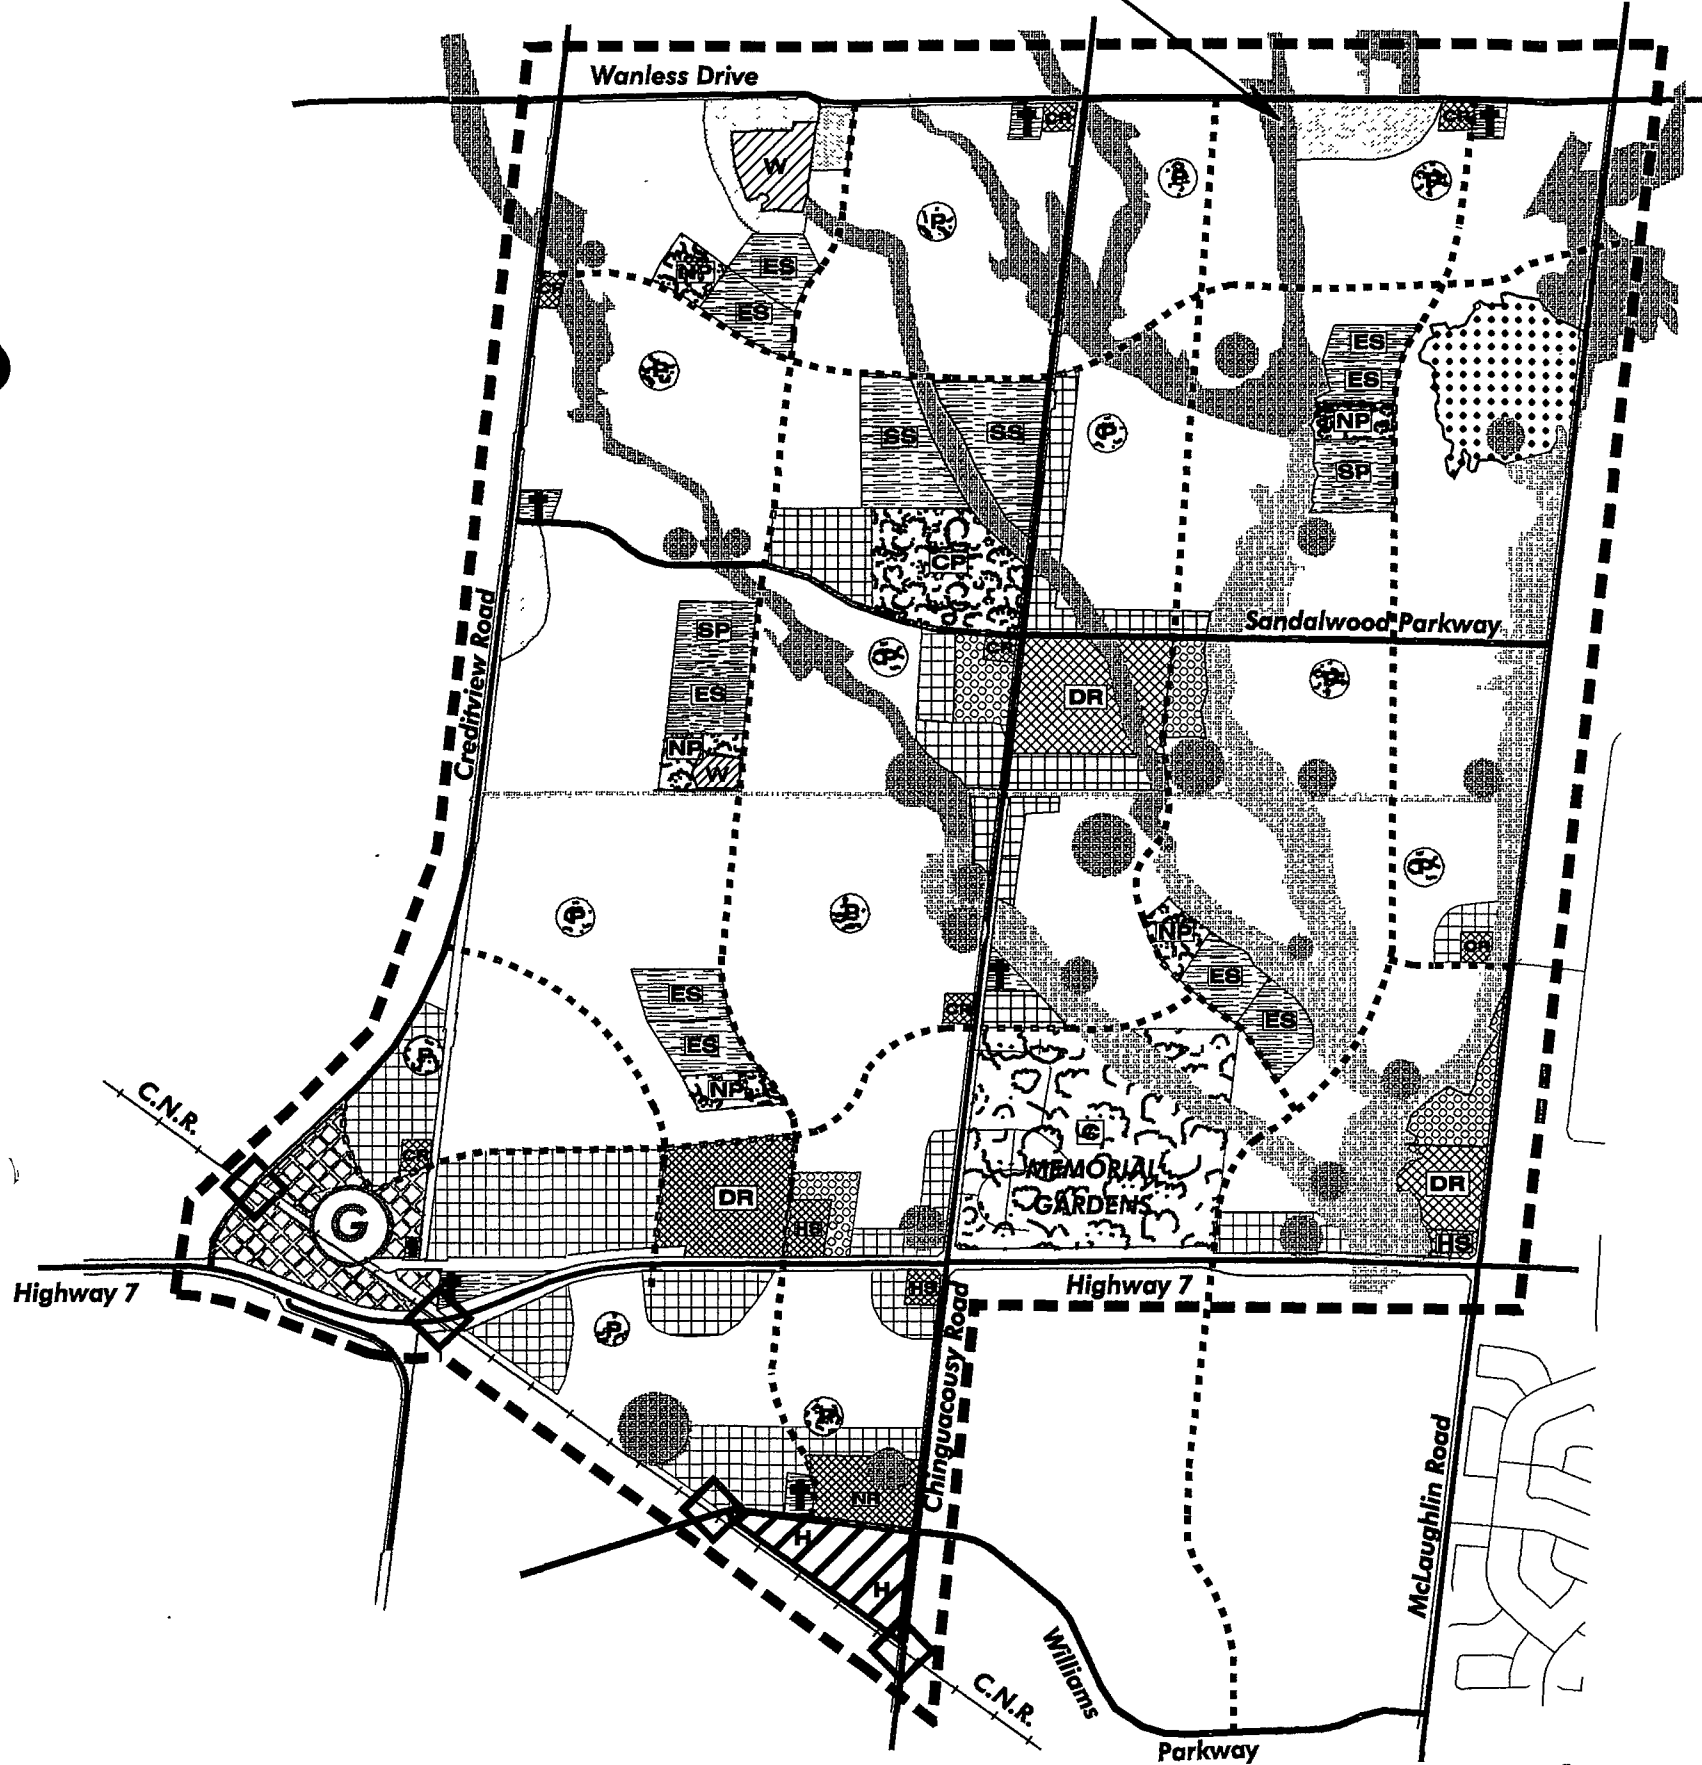 Wanless Drive
CR
CR
W
P
P
P
P
NP
ES
ES
CR
ES
ES
NP
SP
P
P
SS
SS
CP
Creditview Road
Sandalwood Parkway
SP
ES
NP
W
P
CR
DR
P
P
P
P
CR
NP
ES
ES
ES
ES
NP
CR
P
C.N.R.
CR
C
MEMORIAL
GARDENS
G
DR
HS
DR
HS
Highway 7
Highway 7
HS
P
P
NR
H
H
Chinguacousy Road
McLaughlin Road
C.N.R.
Williams
Parkway